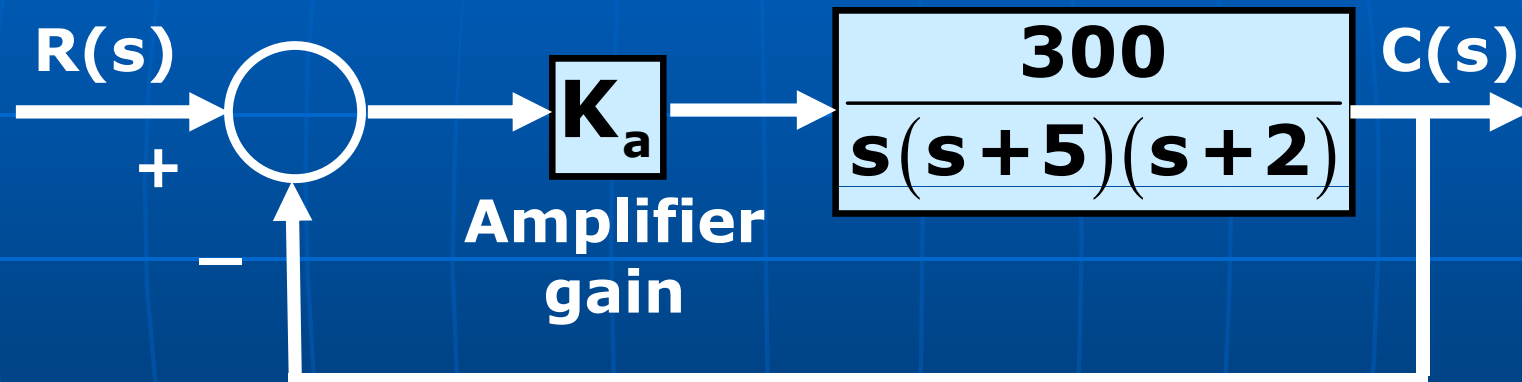 R(s)
+
−
K a
Amplifier
gain
300
s(s+5)(s+2)
C(s)